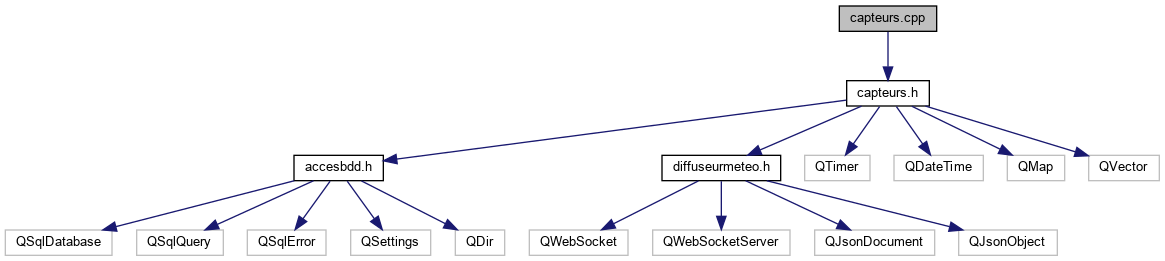 capteurs.cpp
capteurs.h
accesbdd.h
diffuseurmeteo.h
QTimer
QDateTime
QMap
QVector
QSqlDatabase
QSqlQuery
QSqlError
QSettings
QDir
QWebSocket
QWebSocketServer
QJsonDocument
QJsonObject